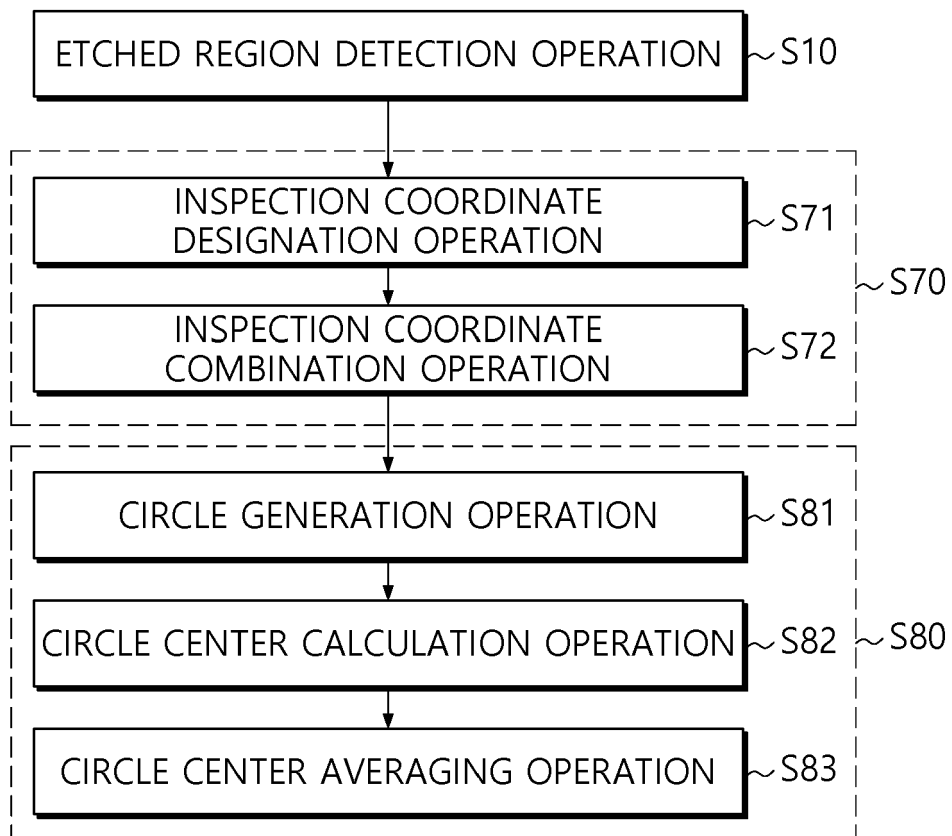 ETCHED REGION DETECTION OPERATION
S10
INSPECTION COORDINATE
DESIGNATION OPERATION
S71
S70
INSPECTION COORDINATE
COMBINATION OPERATION
S72
CIRCLE GENERATION OPERATION
S81
CIRCLE CENTER CALCULATION OPERATION
S82
S80
CIRCLE CENTER AVERAGING OPERATION
S83